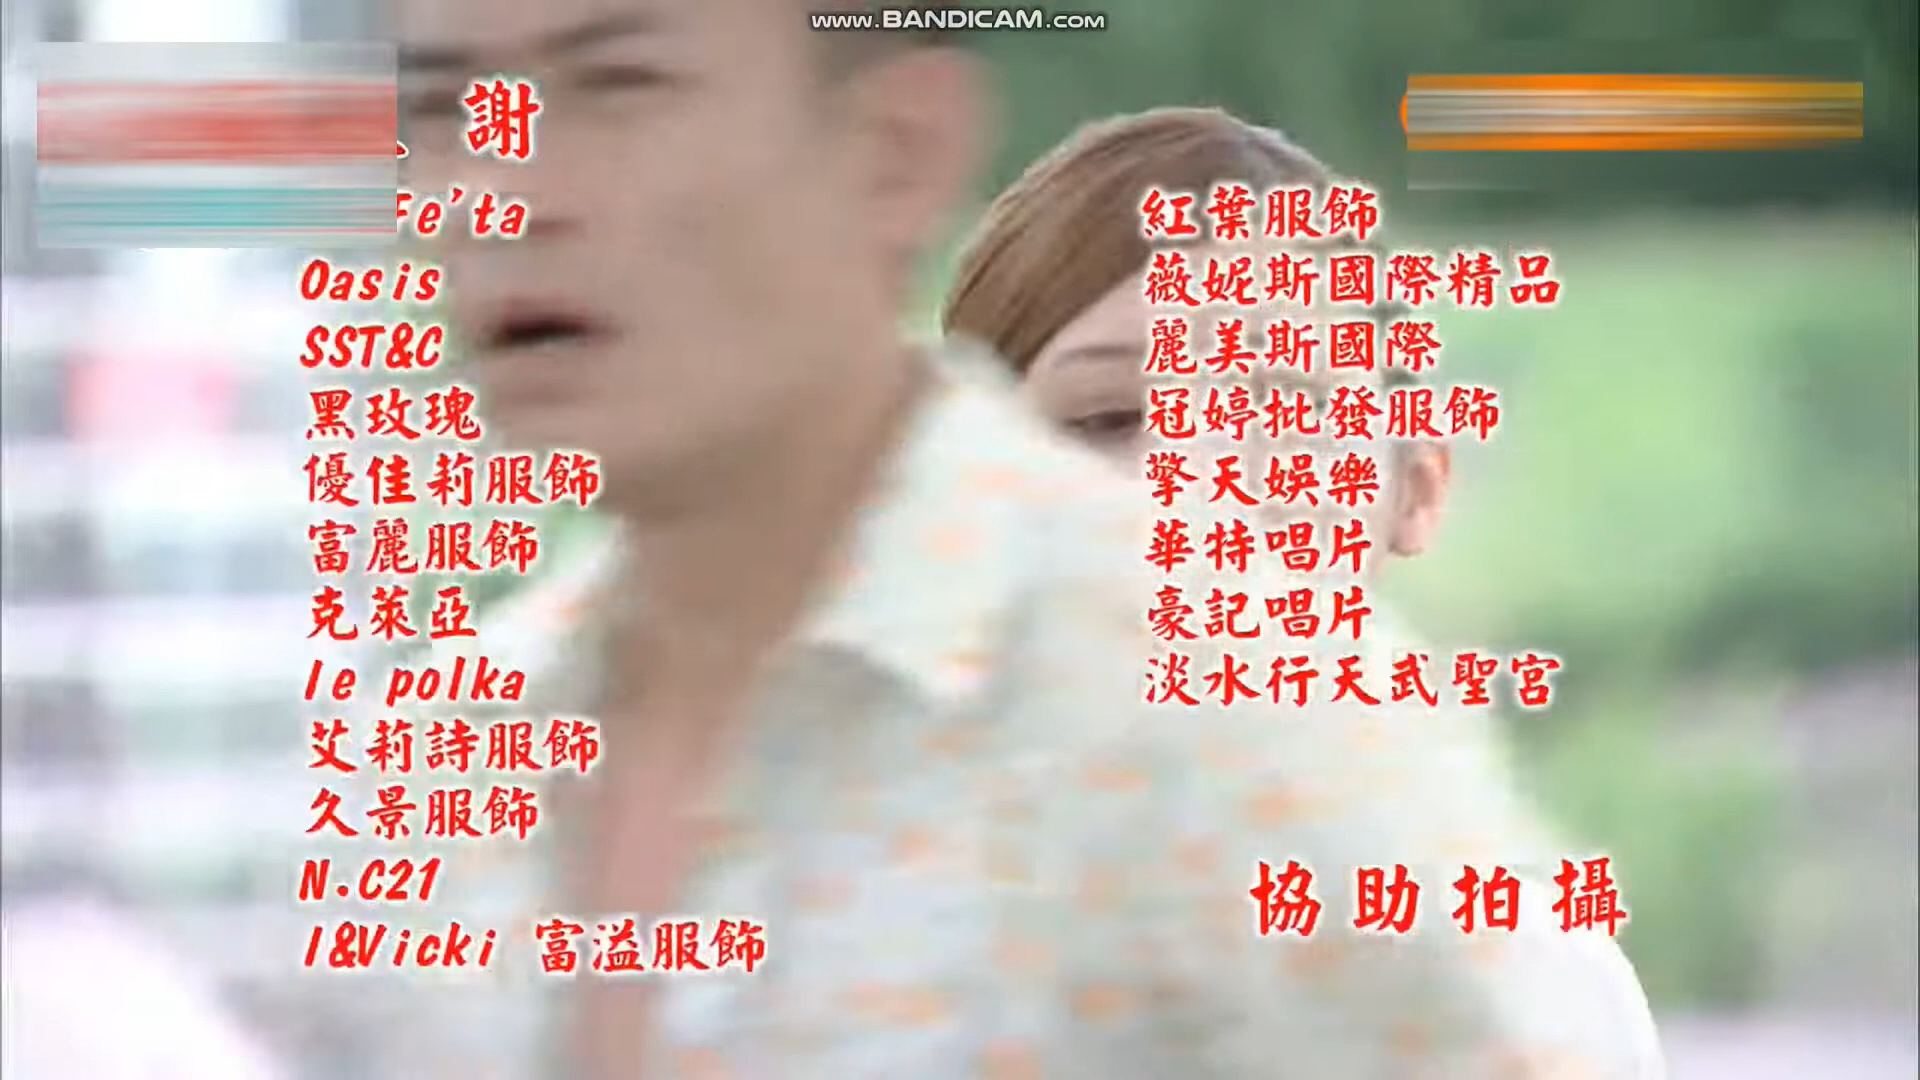 www.BANDICAM.com
謝
Fe'ta
Oasis
SST&C
黑玫瑰
優佳莉服飾
富麗服飾
克萊亞
le polka
艾莉詩服飾
久景服飾
N.C21
I&Vicki 富溢服飾
紅葉服飾
薇妮斯國際精品
麗美斯國際
冠婷批發服飾
擎天娛樂
華特唱片
豪記唱片
淡水行天武聖宮
協助拍攝